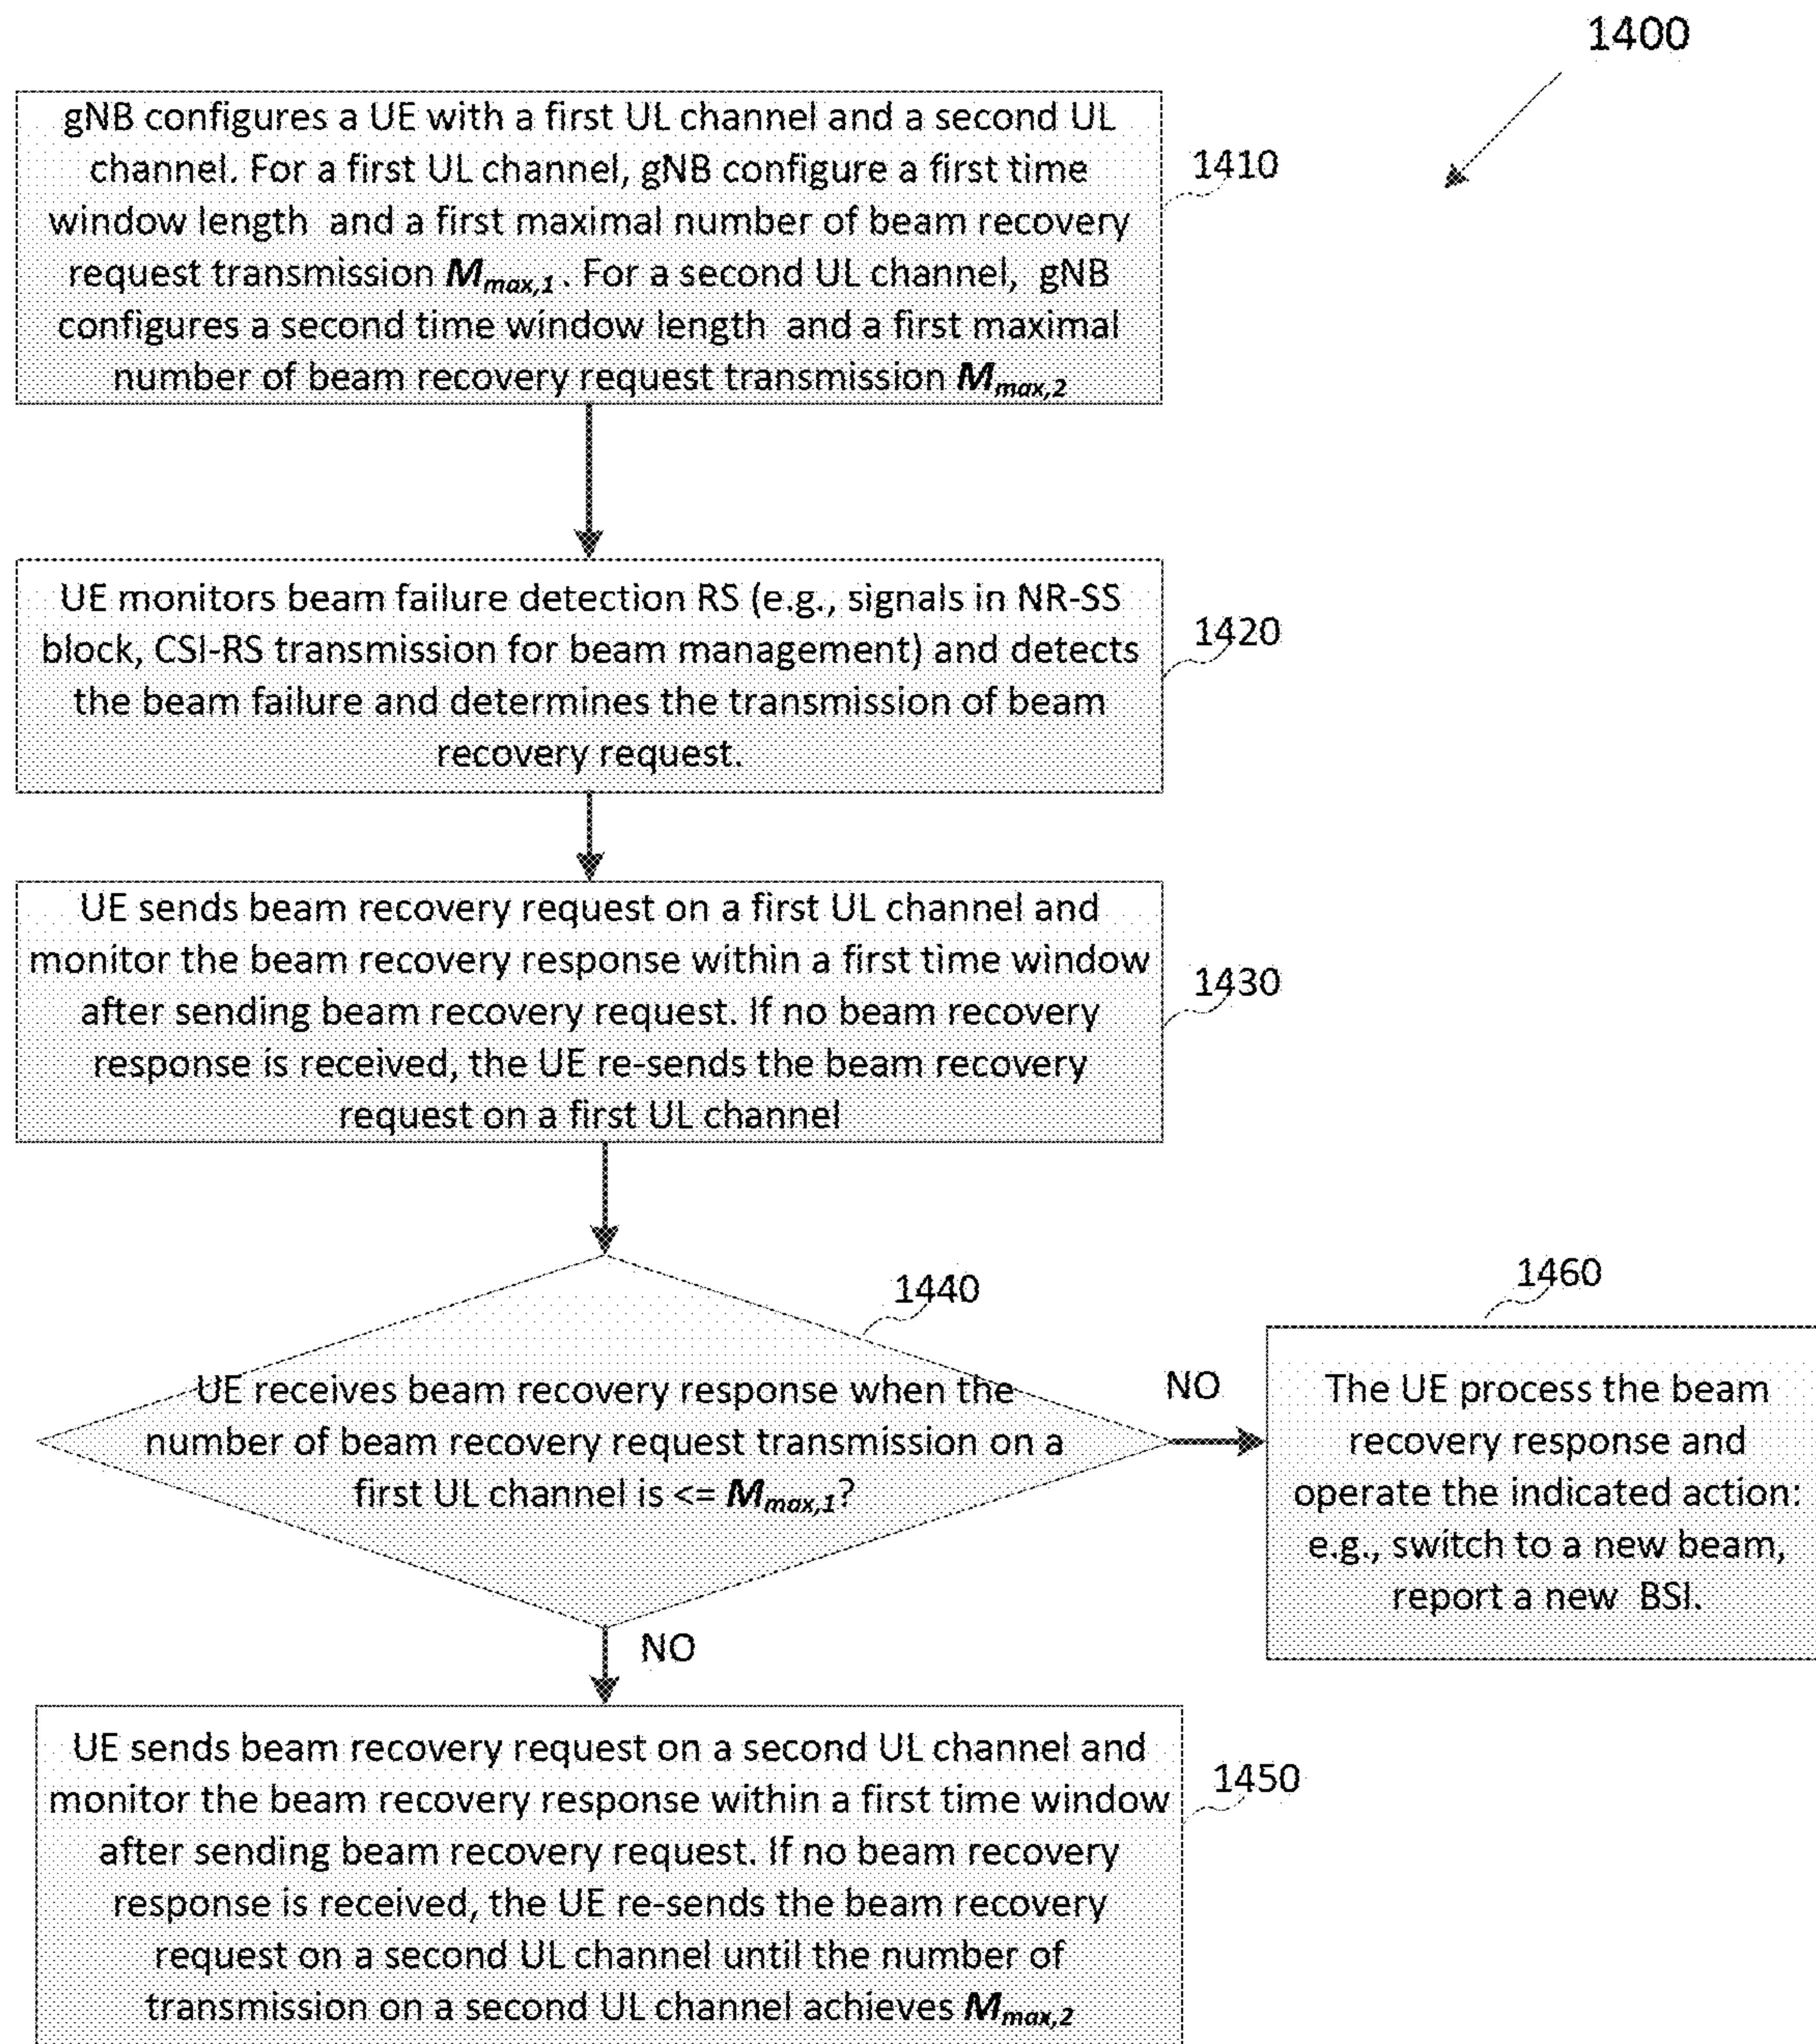 1400
gNB configures a UE with a first UL channel and a second UL
channel. For a first UL channel, gNB configure a first time
window length and a first maximal number of beam recovery
request transmission Mmax,1. For a second UL channel, gNB
configures a second time window length and a first maximal
number of beam recovery request transmission Mmax,2
1410
UE monitors beam failure detection RS (e.g., signals in NR-SS
block, CSI-RS transmission for beam management) and detects
the beam failure and determines the transmission of beam
recovery request.
1420
UE sends beam recovery request on a first UL channel and
monitor the beam recovery response within a first time window
after sending beam recovery request. If no beam recovery
response is received, the UE re-sends the beam recovery
request on a first UL channel
1430
1440
UE receives beam recovery response when the
number of beam recovery request transmission on a
first UL channel is <= Mmax,1?
NO
1460
The UE process the beam
recovery response and
operate the indicated action:
e.g., switch to a new beam,
report a new BSI.
NO
UE sends beam recovery request on a second UL channel and
monitor the beam recovery response within a first time window
after sending beam recovery request. If no beam recovery
response is received, the UE re-sends the beam recovery
request on a second UL channel until the number of
transmission on a second UL channel achieves Mmax,2
1450